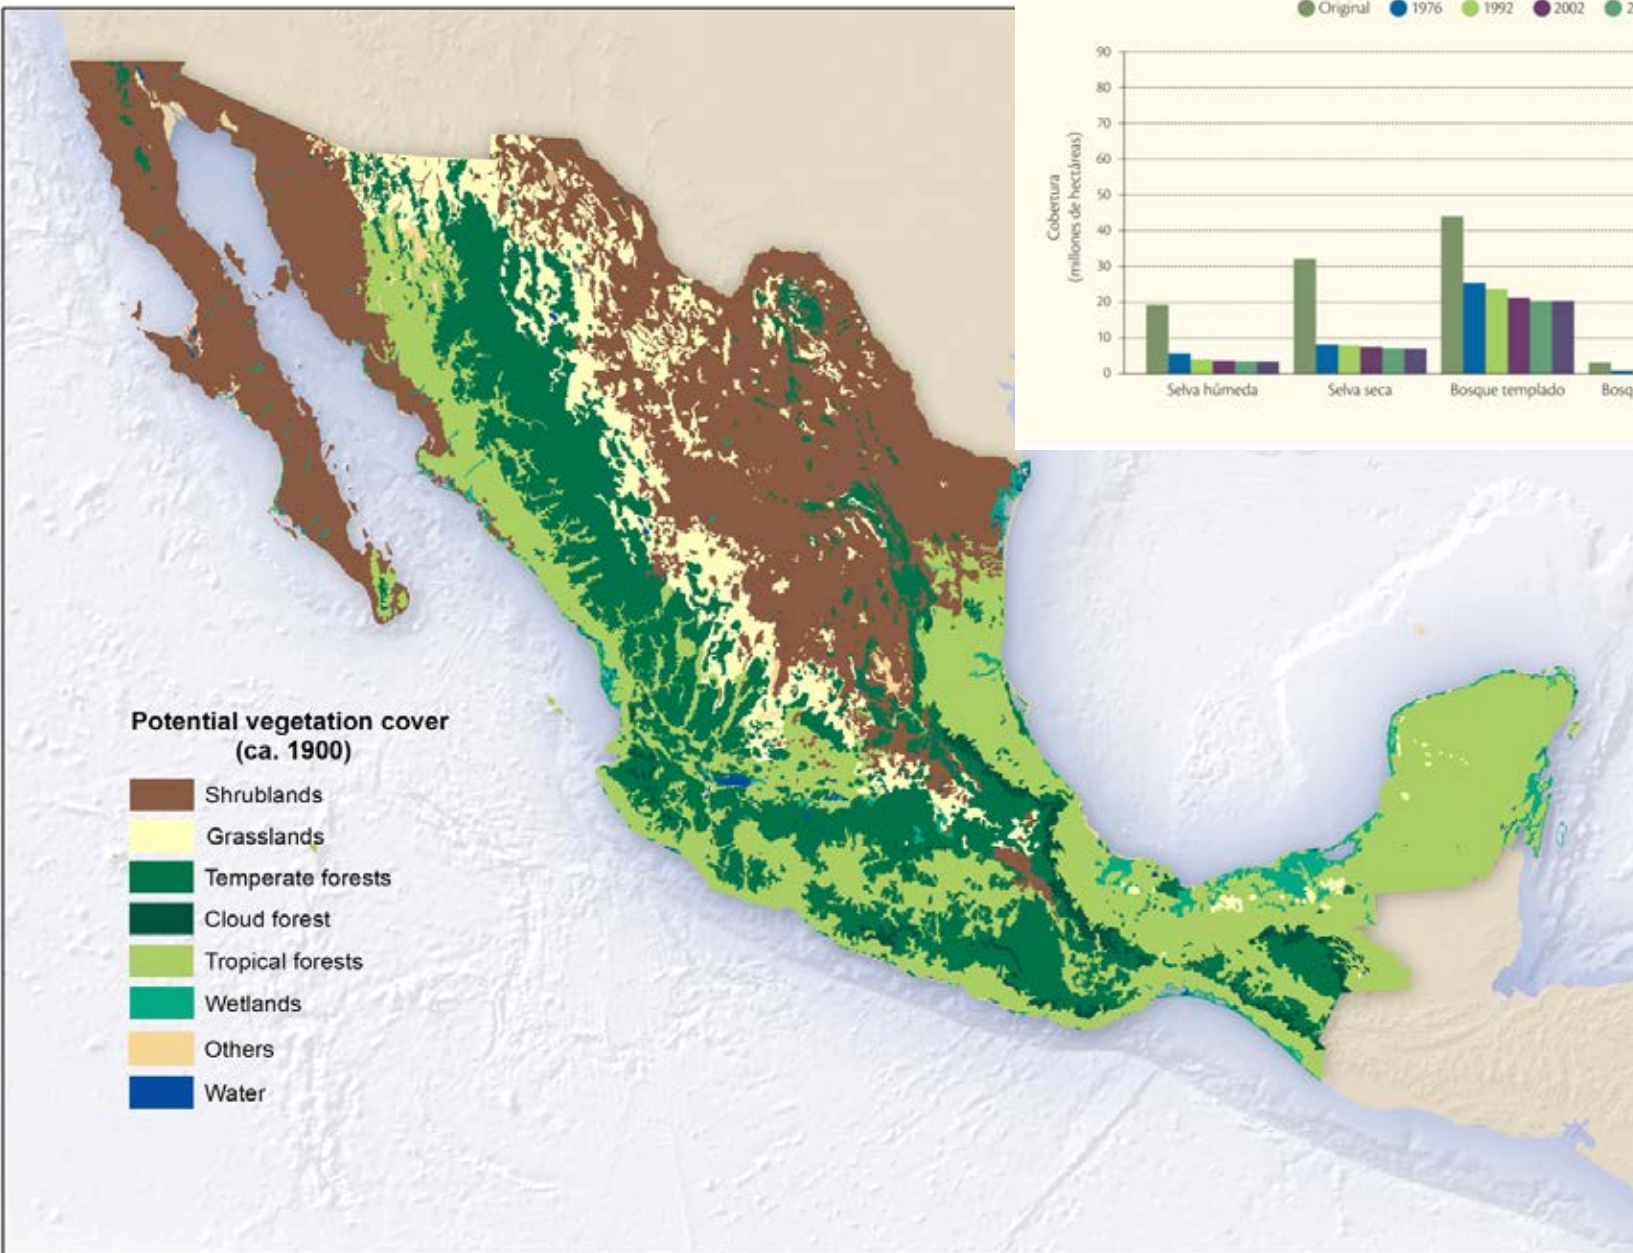 Original 1976 1992 2002
90
80
70
60
50
40
30
20
10
0
Cobertura
(millones de hectáreas)
Selva húmeda Selva seca Bosque templado Bosq
Potential vegetation cover
(ca. 1900)
Shrublands
Grasslands
Temperate forests
Cloud forest
Tropical forests
Wetlands
Others
Water